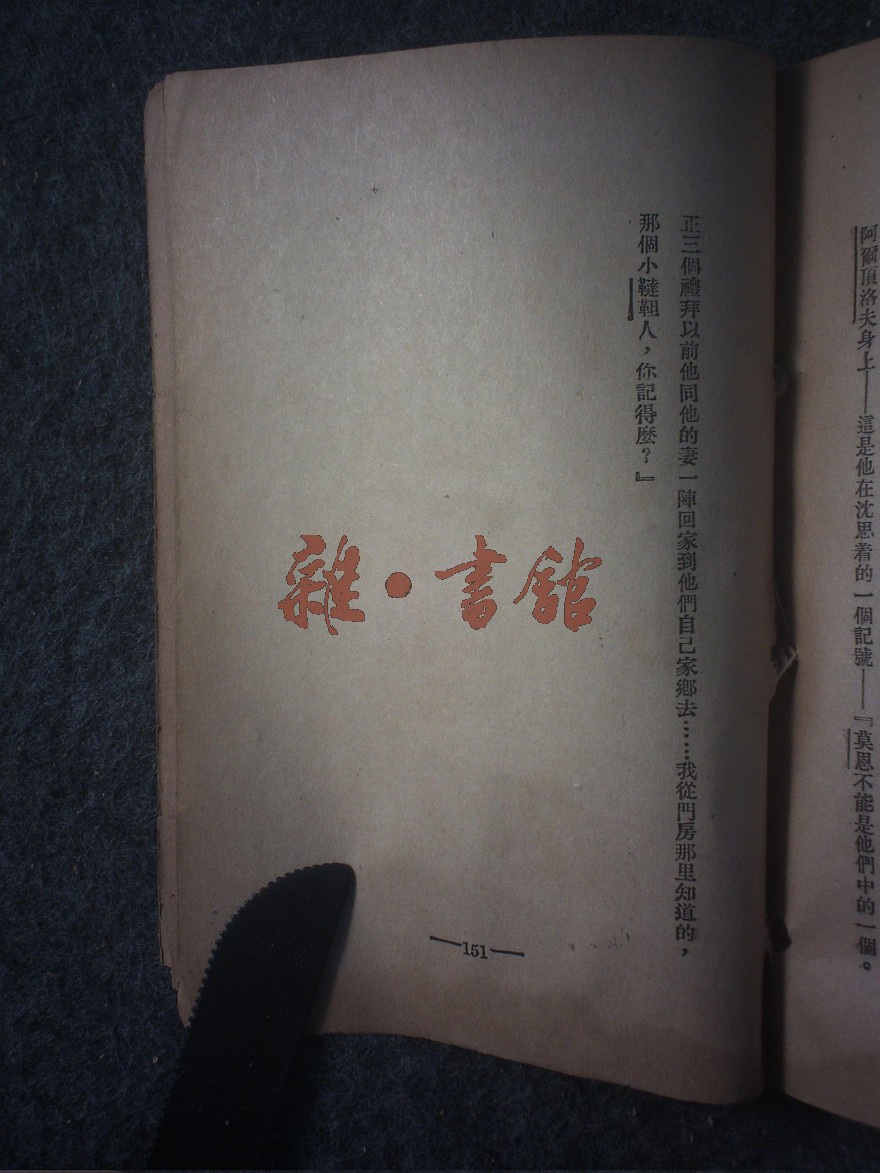 阿爾頂洛夫身上——這是他在沈思着的一個記號——『莫恩不能是他們中的一個。
正三個禮拜以前他同他的妻一陣回家到他們自己家鄉去……我從門房那里知道的，
那個小韃靼人，你記得麼？』
—151—
雜·書館